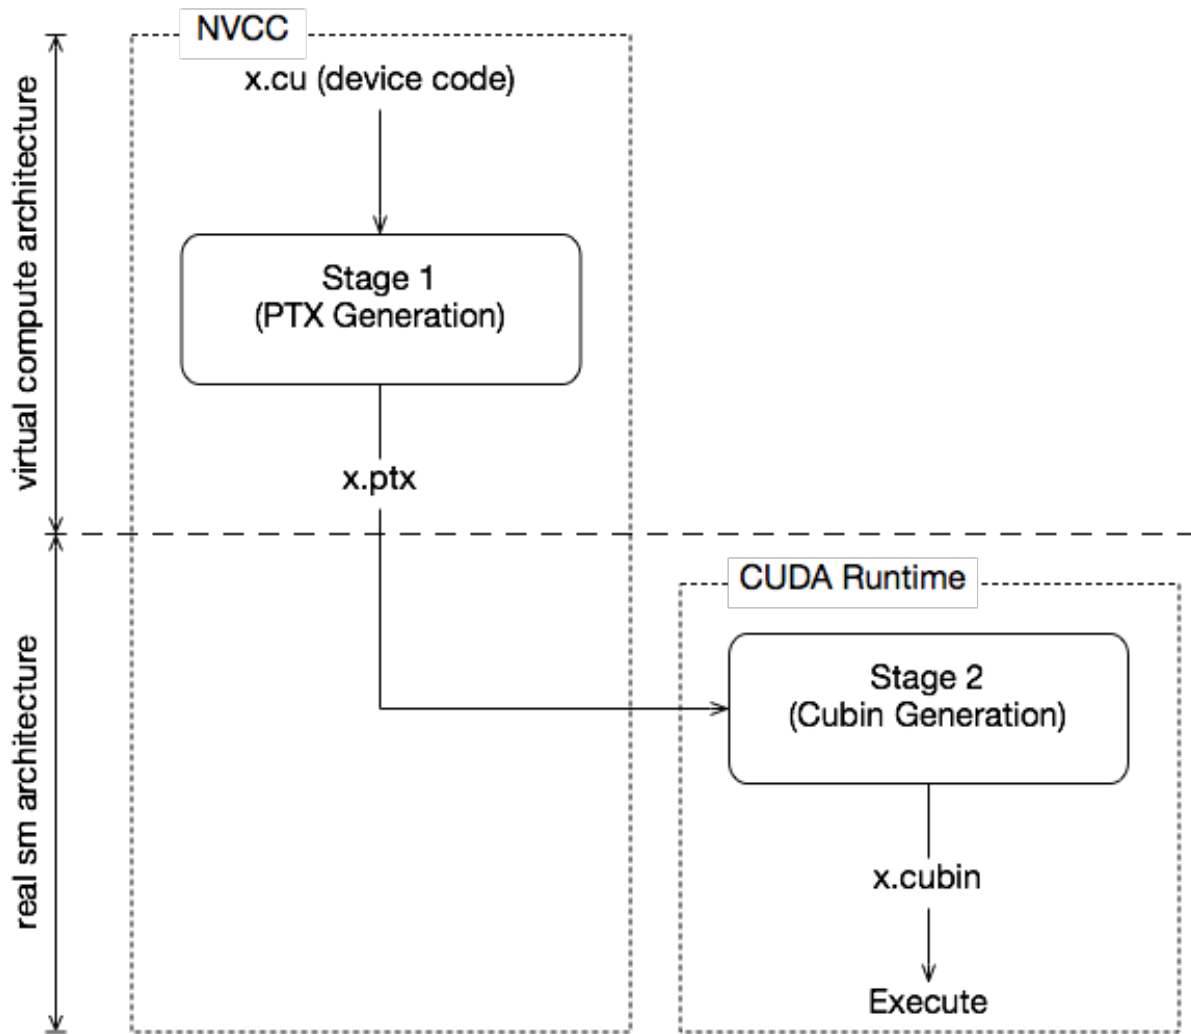 NVCC
x.cu (device code)
virtual compute architecture
Stage 1
(PTX Generation)
x.ptx
CUDA Runtime
real sm architecture
Stage 2
(Cubin Generation)
x.cubin
Execute